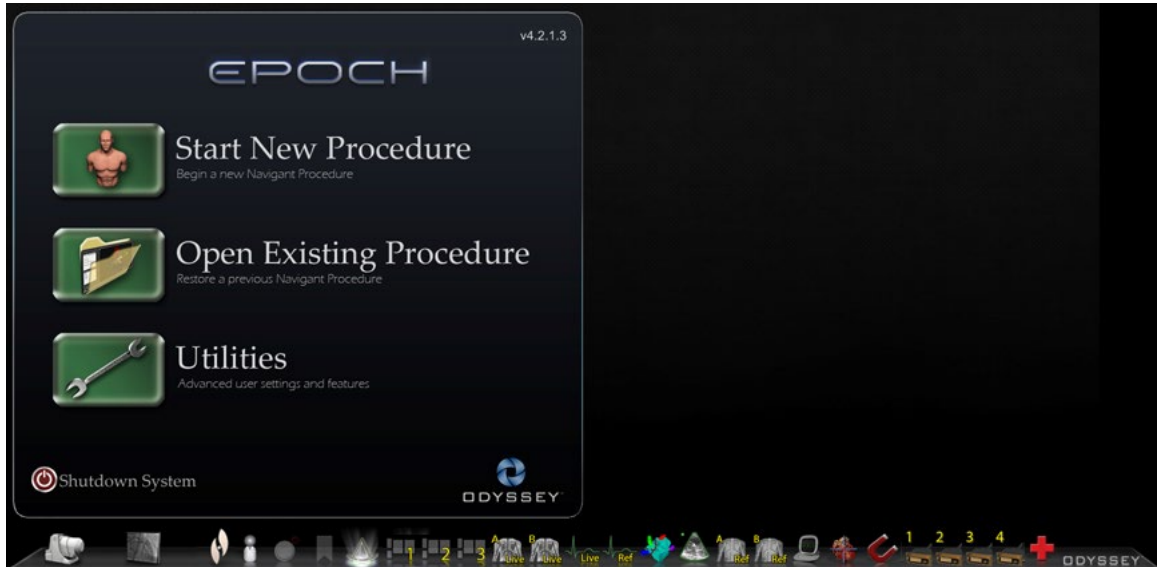 v4.2.1.3
EPOCH
Start New Procedure
Begin a new Navigant Procedure
Open Existing Procedure
Restore a previous Navigant Procedure
Utilities
Advanced user settings and features
Shutdown System
ODYSSEY
1 2 3 A Live B Live Live Ref A Ref B Ref 1 2 3 4 ODYSSEY